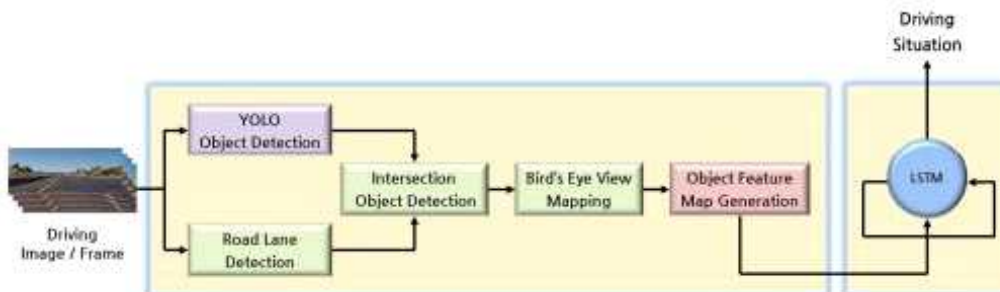 Driving
Situation
YOLO
Object Detection
Intersection
Object Detection
Bird's Eye View
Mapping
Object Feature
Map Generation
LSTM
Driving
Image / Frame
Road Lane
Detection